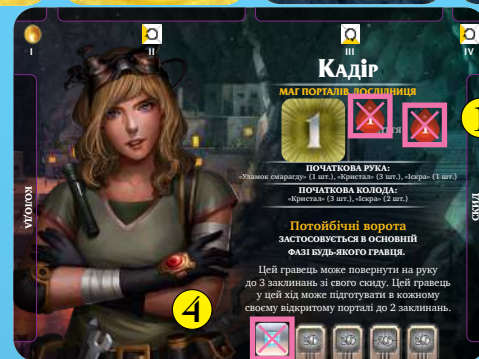 I II III IV
КАДІР
МАГ ПОРТАЛІВ, ДОСЛІДНИЦЯ
1 1 1 1
ПОЧАТКОВА РУКА:
«Уламок смарагду» (1 шт.), «Кристал» (3 шт.), «Іскра» (1 шт.)
ПОЧАТКОВА КОЛОДА:
«Кристал» (3 шт.), «Іскра» (2 шт.)
КОЛОДА
СКИД
Потойбічні ворота
ЗАСТОСОВУЄТЬСЯ В ОСНОВНІЙ
ФАЗІ БУДЬ-ЯКОГО ГРАВЦЯ.
Цей гравець може повернути на руку
до 3 заклинань зі свого скиду. Цей гравець
у цей хід може підготувати в кожному
своєму відкритому порталі до 2 заклинань.
4